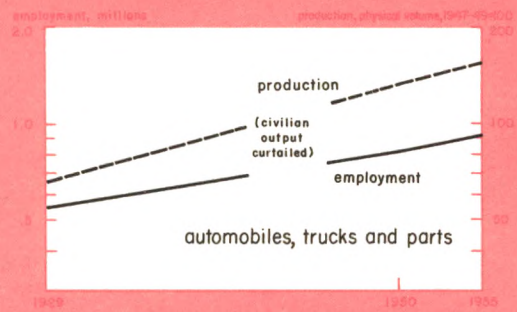 employment, millions
production, physical volume, 1947-49=100
2.0
200
production
1.0
100
(civilian
output
curtailed)
employment
.5
50
automobiles, trucks and parts
1939
1950
1955